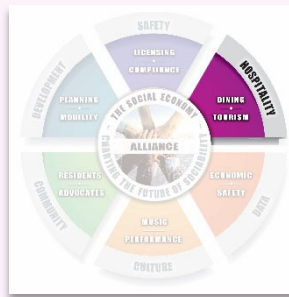 SAFETY
LICENSING
+
COMPLIANCE
HOSPITALITY
DINING
+
TOURISM
DATA
ECONOMIC
+
SAFETY
CULTURE
MUSIC
+
PERFORMANCE
COMMUNITY
RESIDENTS
+
ADVOCATES
DEVELOPMENT
PLANNING
+
MOBILITY
THE SOCIAL ECONOMY
ALLIANCE
CHARTING THE FUTURE OF SOCIABILITY